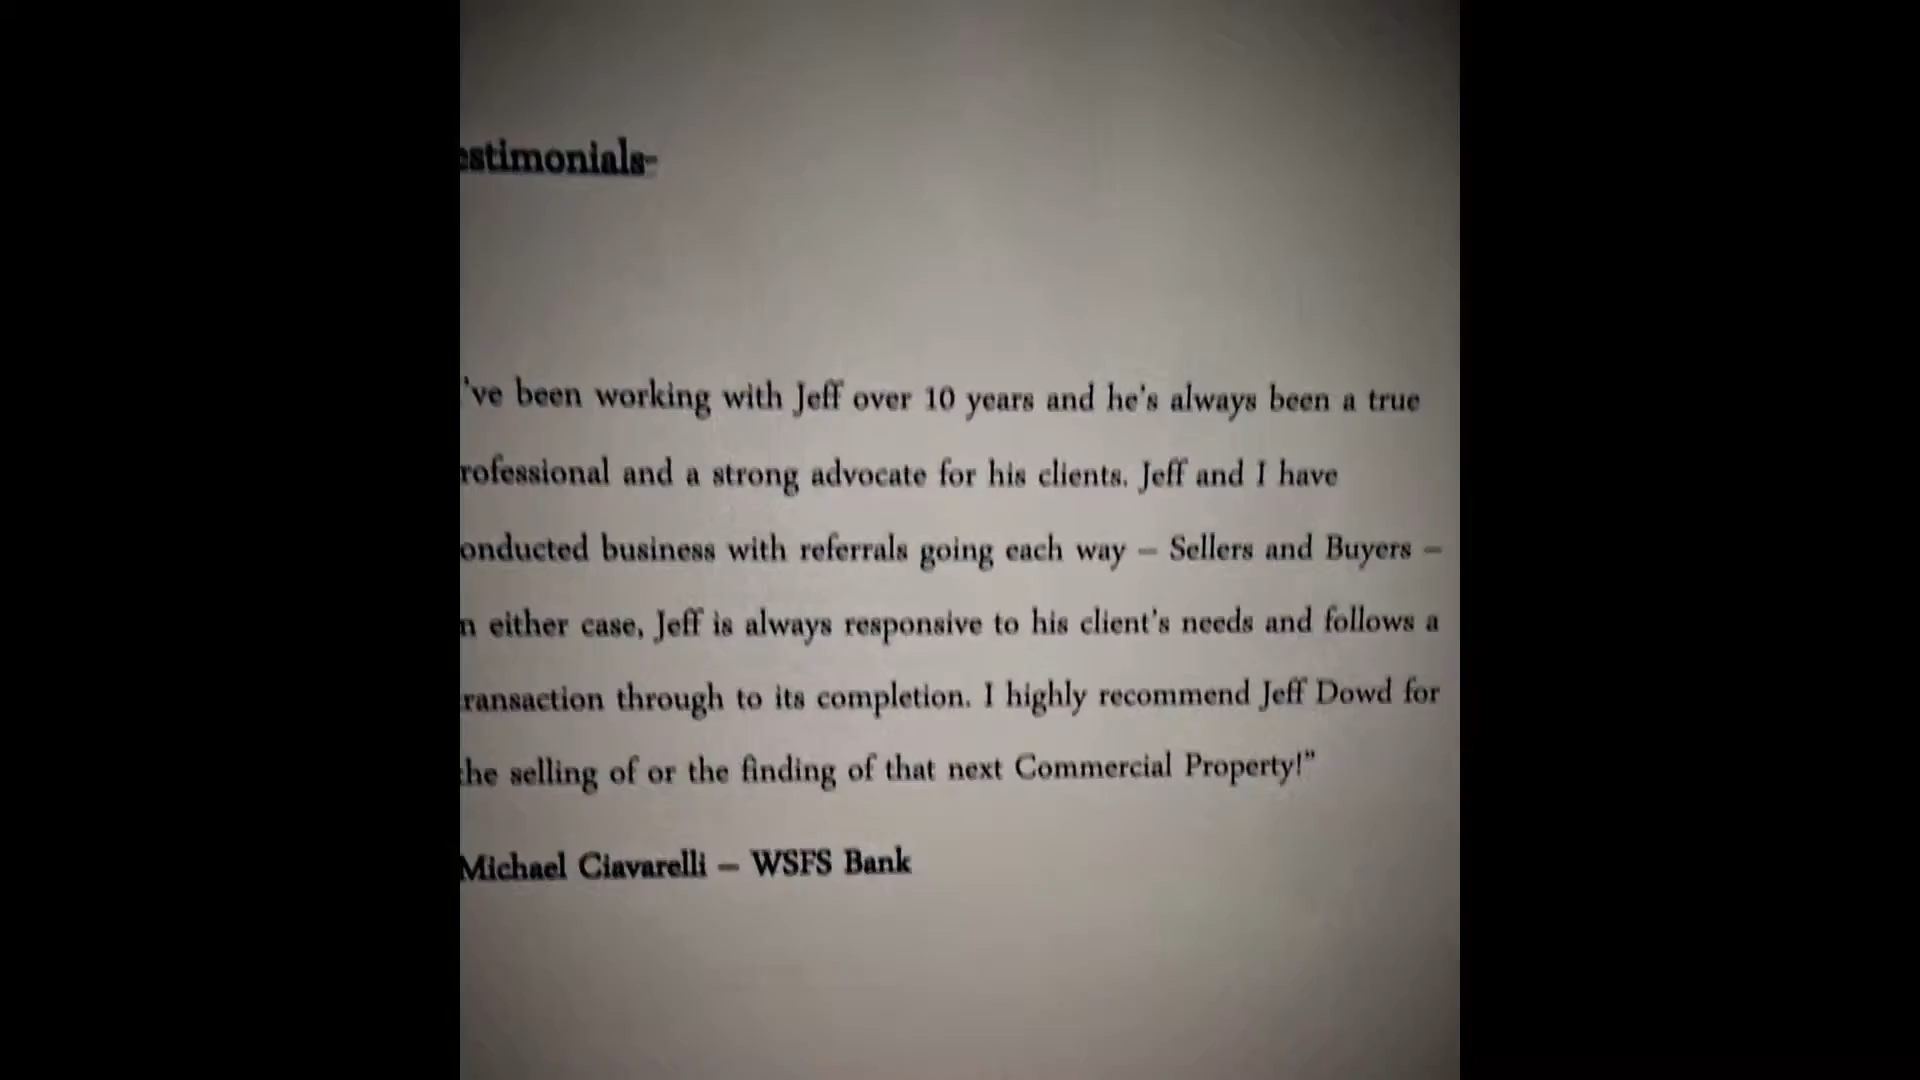 estimonials-
've been working with Jeff over 10 years and he's always been a true
rofessional and a strong advocate for his clients. Jeff and I have
onducted business with referrals going each way – Sellers and Buyers –
n either case, Jeff is always responsive to his client's needs and follows a
ransaction through to its completion. I highly recommend Jeff Dowd for
he selling of or the finding of that next Commercial Property!"
Michael Ciavarelli – WSFS Bank